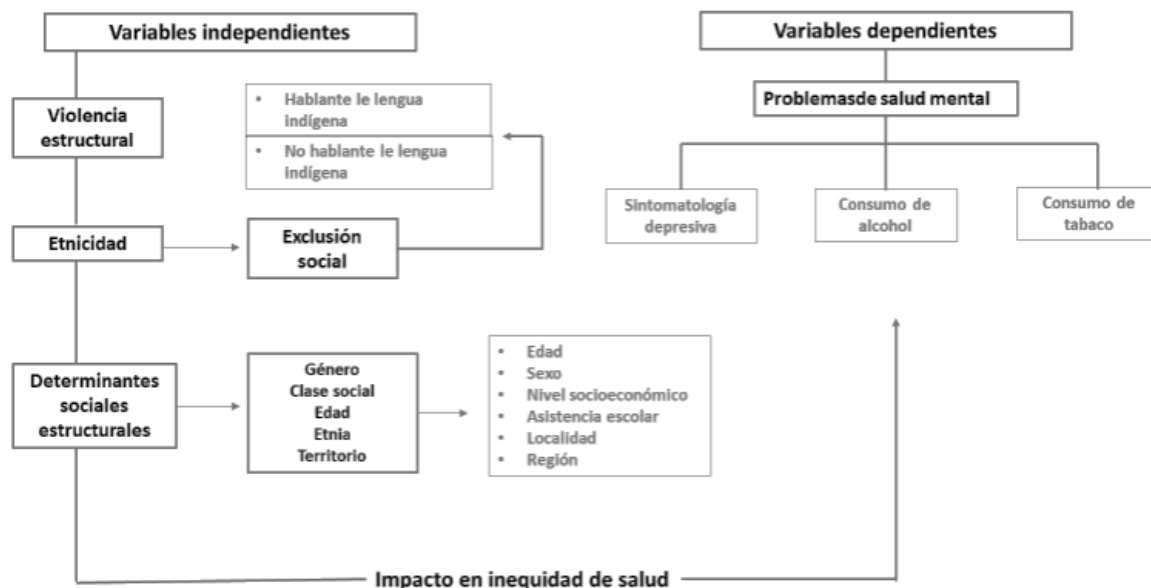 Variables independientes
Violencia
estructural
• Hablante le lengua
indígena
• No hablante le lengua
indígena
Etnicidad
Exclusión
social
Determinantes
sociales
estructurales
Género
Clase social
Edad
Etnia
Territorio
• Edad
• Sexo
• Nivel socioeconómico
• Asistencia escolar
• Localidad
• Región
Variables dependientes
Problemasde salud mental
Sintomatología
depresiva
Consumo de
alcohol
Consumo de
tabaco
Impacto en inequidad de salud